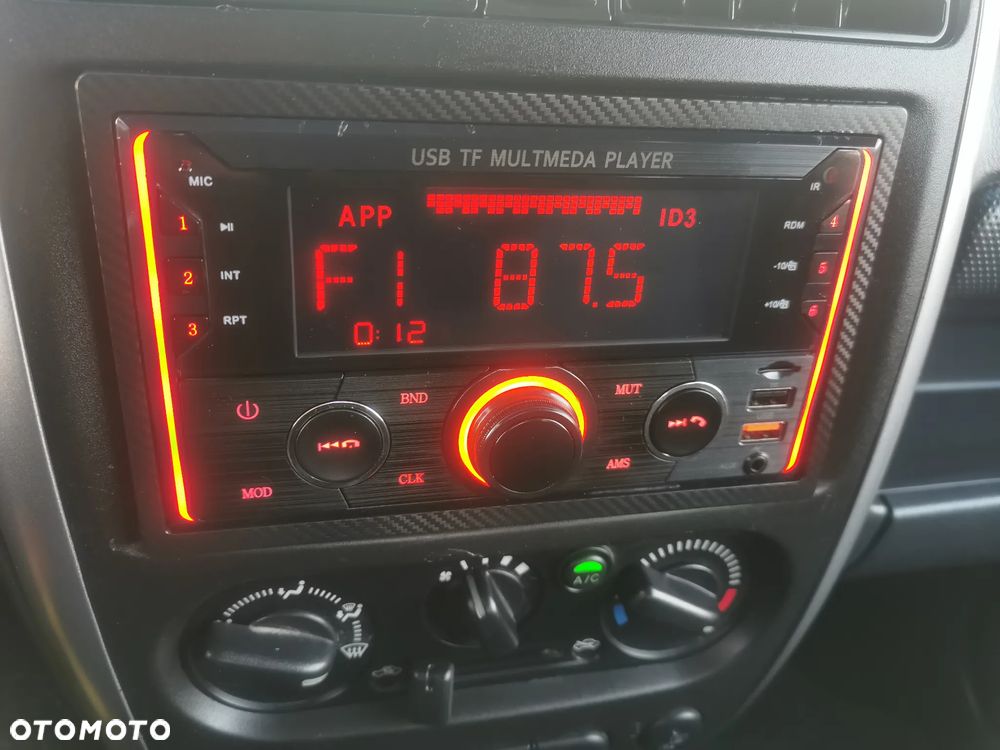 USB TF MULTMEDA PLAYER
MIC
IR
APP
ID3
1
RDM
4
F1 87.5
2 INT
-10/
5
3 RPT
+10/
6
0:12
BND
MUT
MOD
CLK
AMS
A/C
OTOMOTO